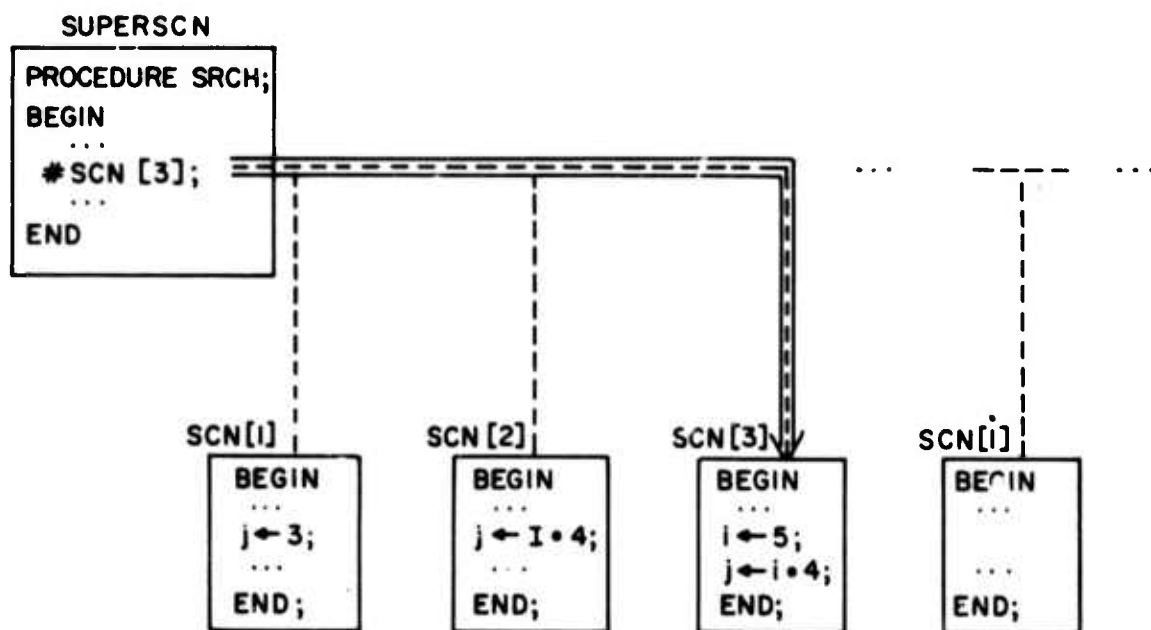 SUPERSCN
PROCEDURE SRCH;
BEGIN
...
#SCN [3];
...
END
... ...
SCN[1]
BEGIN
...
j←3;
...
END;
SCN[2]
BEGIN
...
j←I•4;
...
END;
SCN[3]
BEGIN
...
i←5;
j←i•4;
END;
SCN[i]
BEGIN
...
...
END;